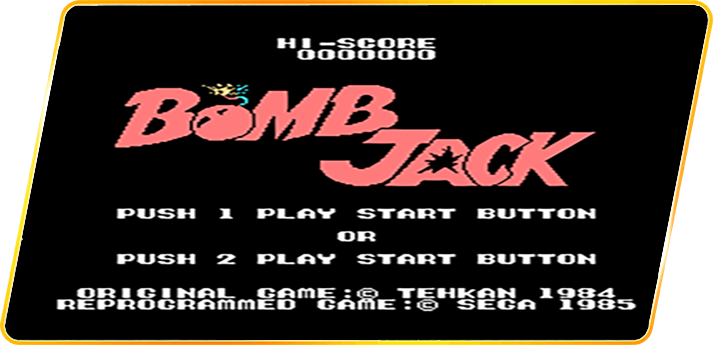 HI-SCORE
0000000
BOMB
JACK
PUSH 1 PLAY START BUTTON
OR
PUSH 2 PLAY START BUTTON
ORIGINAL GAME:© TEHKAN 1984
REPROGRAMMED GAME:© SEGA 1985